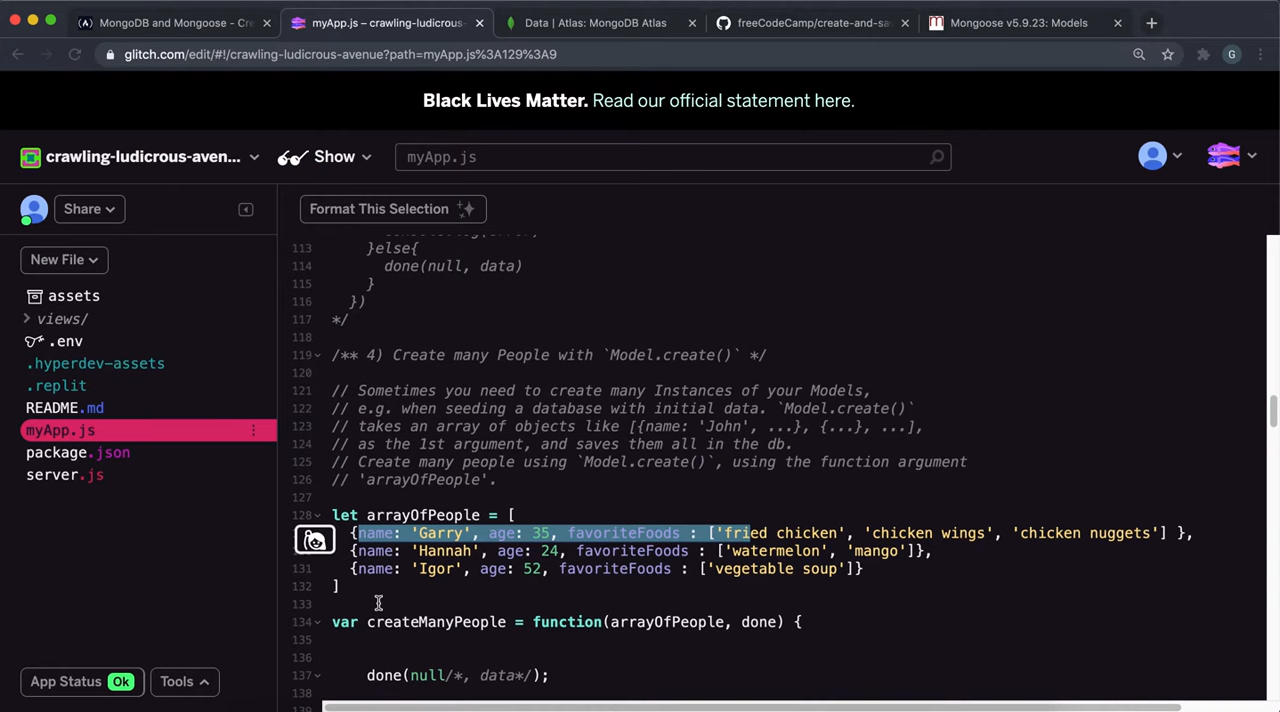 MongoDB and Mongoose - Cre
myApp.js – crawling-ludicrous-
Data | Atlas: MongoDB Atlas
freeCodeCamp/create-and-sa
Mongoose v5.9.23: Models
glitch.com/edit/#!/crawling-ludicrous-avenue?path=myApp.js%3A129%3A9
G
Black Lives Matter. Read our official statement here.
crawling-ludicrous-aven...
Show
myApp.js
Share
Format This Selection
New File
assets
views/
.env
.hyperdev-assets
.replit
README.md
myApp.js
package.json
server.js
App Status Ok
Tools
113 }else{
114 done(null, data)
115 }
116 })
117 */
118
119 /** 4) Create many People with `Model.create()` */
120
121 // Sometimes you need to create many Instances of your Models,
122 // e.g. when seeding a database with initial data. `Model.create()`
123 // takes an array of objects like [{name: 'John', ...}, {...}, ...],
124 // as the 1st argument, and saves them all in the db.
125 // Create many people using `Model.create()`, using the function argument
126 // 'arrayOfPeople'.
127
128 let arrayOfPeople = [
{name: 'Garry', age: 35, favoriteFoods : ['fried chicken', 'chicken wings', 'chicken nuggets'] },
{name: 'Hannah', age: 24, favoriteFoods : ['watermelon', 'mango']},
131 {name: 'Igor', age: 52, favoriteFoods : ['vegetable soup']}
132 ]
133
134 var createManyPeople = function(arrayOfPeople, done) {
135
136
137 done(null/*, data*/);
138